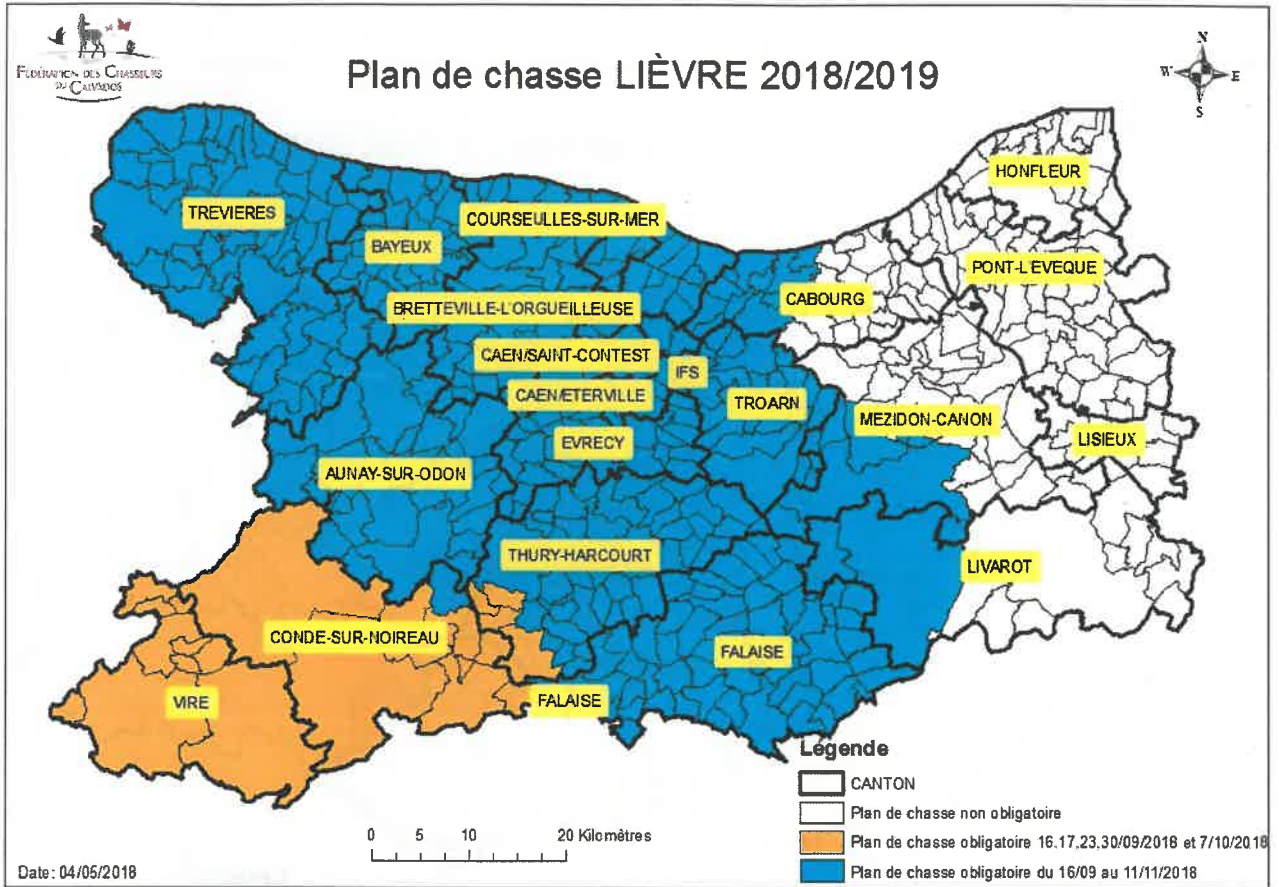 FÉDÉRATION DES CHASSEURS
DU CALVADOS
Plan de chasse LIÈVRE 2018/2019
N
W E
S
HONFLEUR
TREVIERES
COURSEULLES-SUR-MER
BAYEUX
PONT-L'EVEQUE
CABOURG
BRETTEVILLE-L'ORGUEILLEUSE
CAEN/SAINT-CONTEST
IFS
CAEN/ETERVILLE
TROARN
MEZIDON-CANON
EVRECY
LISIEUX
AUNAY-SUR-ODON
THURY-HARCOURT
LIVAROT
CONDE-SUR-NOIREAU
FALAISE
VIRE
FALAISE
Légende
CANTON
Plan de chasse non obligatoire
Plan de chasse obligatoire 16.17,23,30/09/2018 et 7/10/2018
Plan de chasse obligatoire du 16/09 au 11/11/2018
0 5 10 20 Kilomètres
Date: 04/05/2018